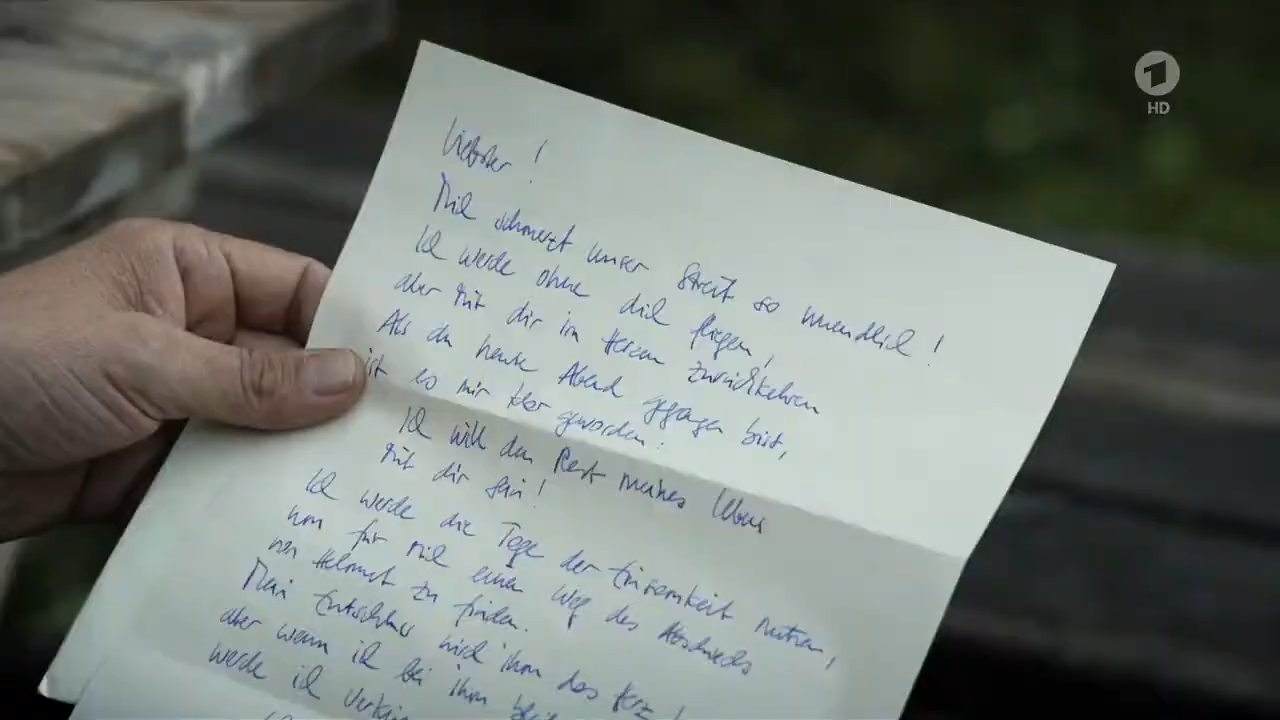 Liebster!
Mich schmerzt unser Streit so unendlich!
Ich werde ohne dich fliegen,
aber mit dir im Herzen zurückkehren
Als du heute Abend gegangen bist,
ist es mir klar geworden:
Ich will den Rest meines Lebens
mit dir sein!
Ich werde die Tage der Einsamkeit nutzen,
um für mich einen Weg des Abschieds
von Helmut zu finden.
Mein Entschluss wird ihm das Herz
aber wenn ich bei ihm
werde ich
1
HD